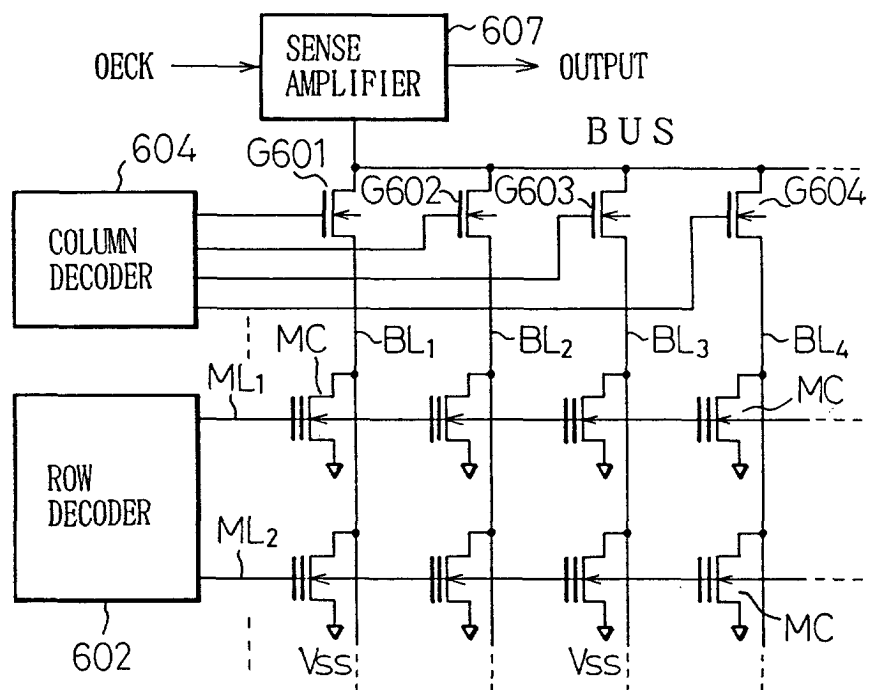 607
SENSE
AMPLIFIER
OECK
OUTPUT
BUS
604
G601
G602
G603
G604
COLUMN
DECODER
MC
BL1
BL2
BL3
BL4
ML1
MC
ROW
DECODER
ML2
MC
602
VSS
VSS